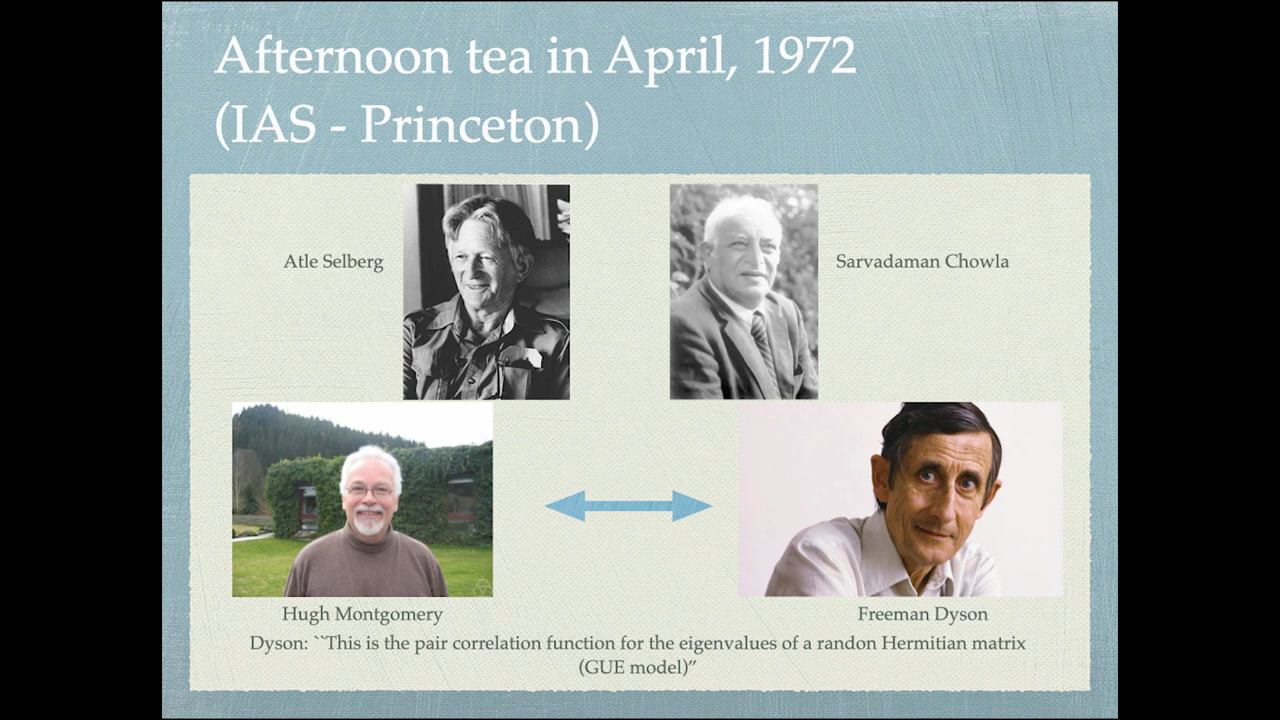 Afternoon tea in April, 1972
(IAS - Princeton)
Atle Selberg
Sarvadaman Chowla
Hugh Montgomery
Freeman Dyson
Dyson: ``This is the pair correlation function for the eigenvalues of a randon Hermitian matrix
(GUE model)”